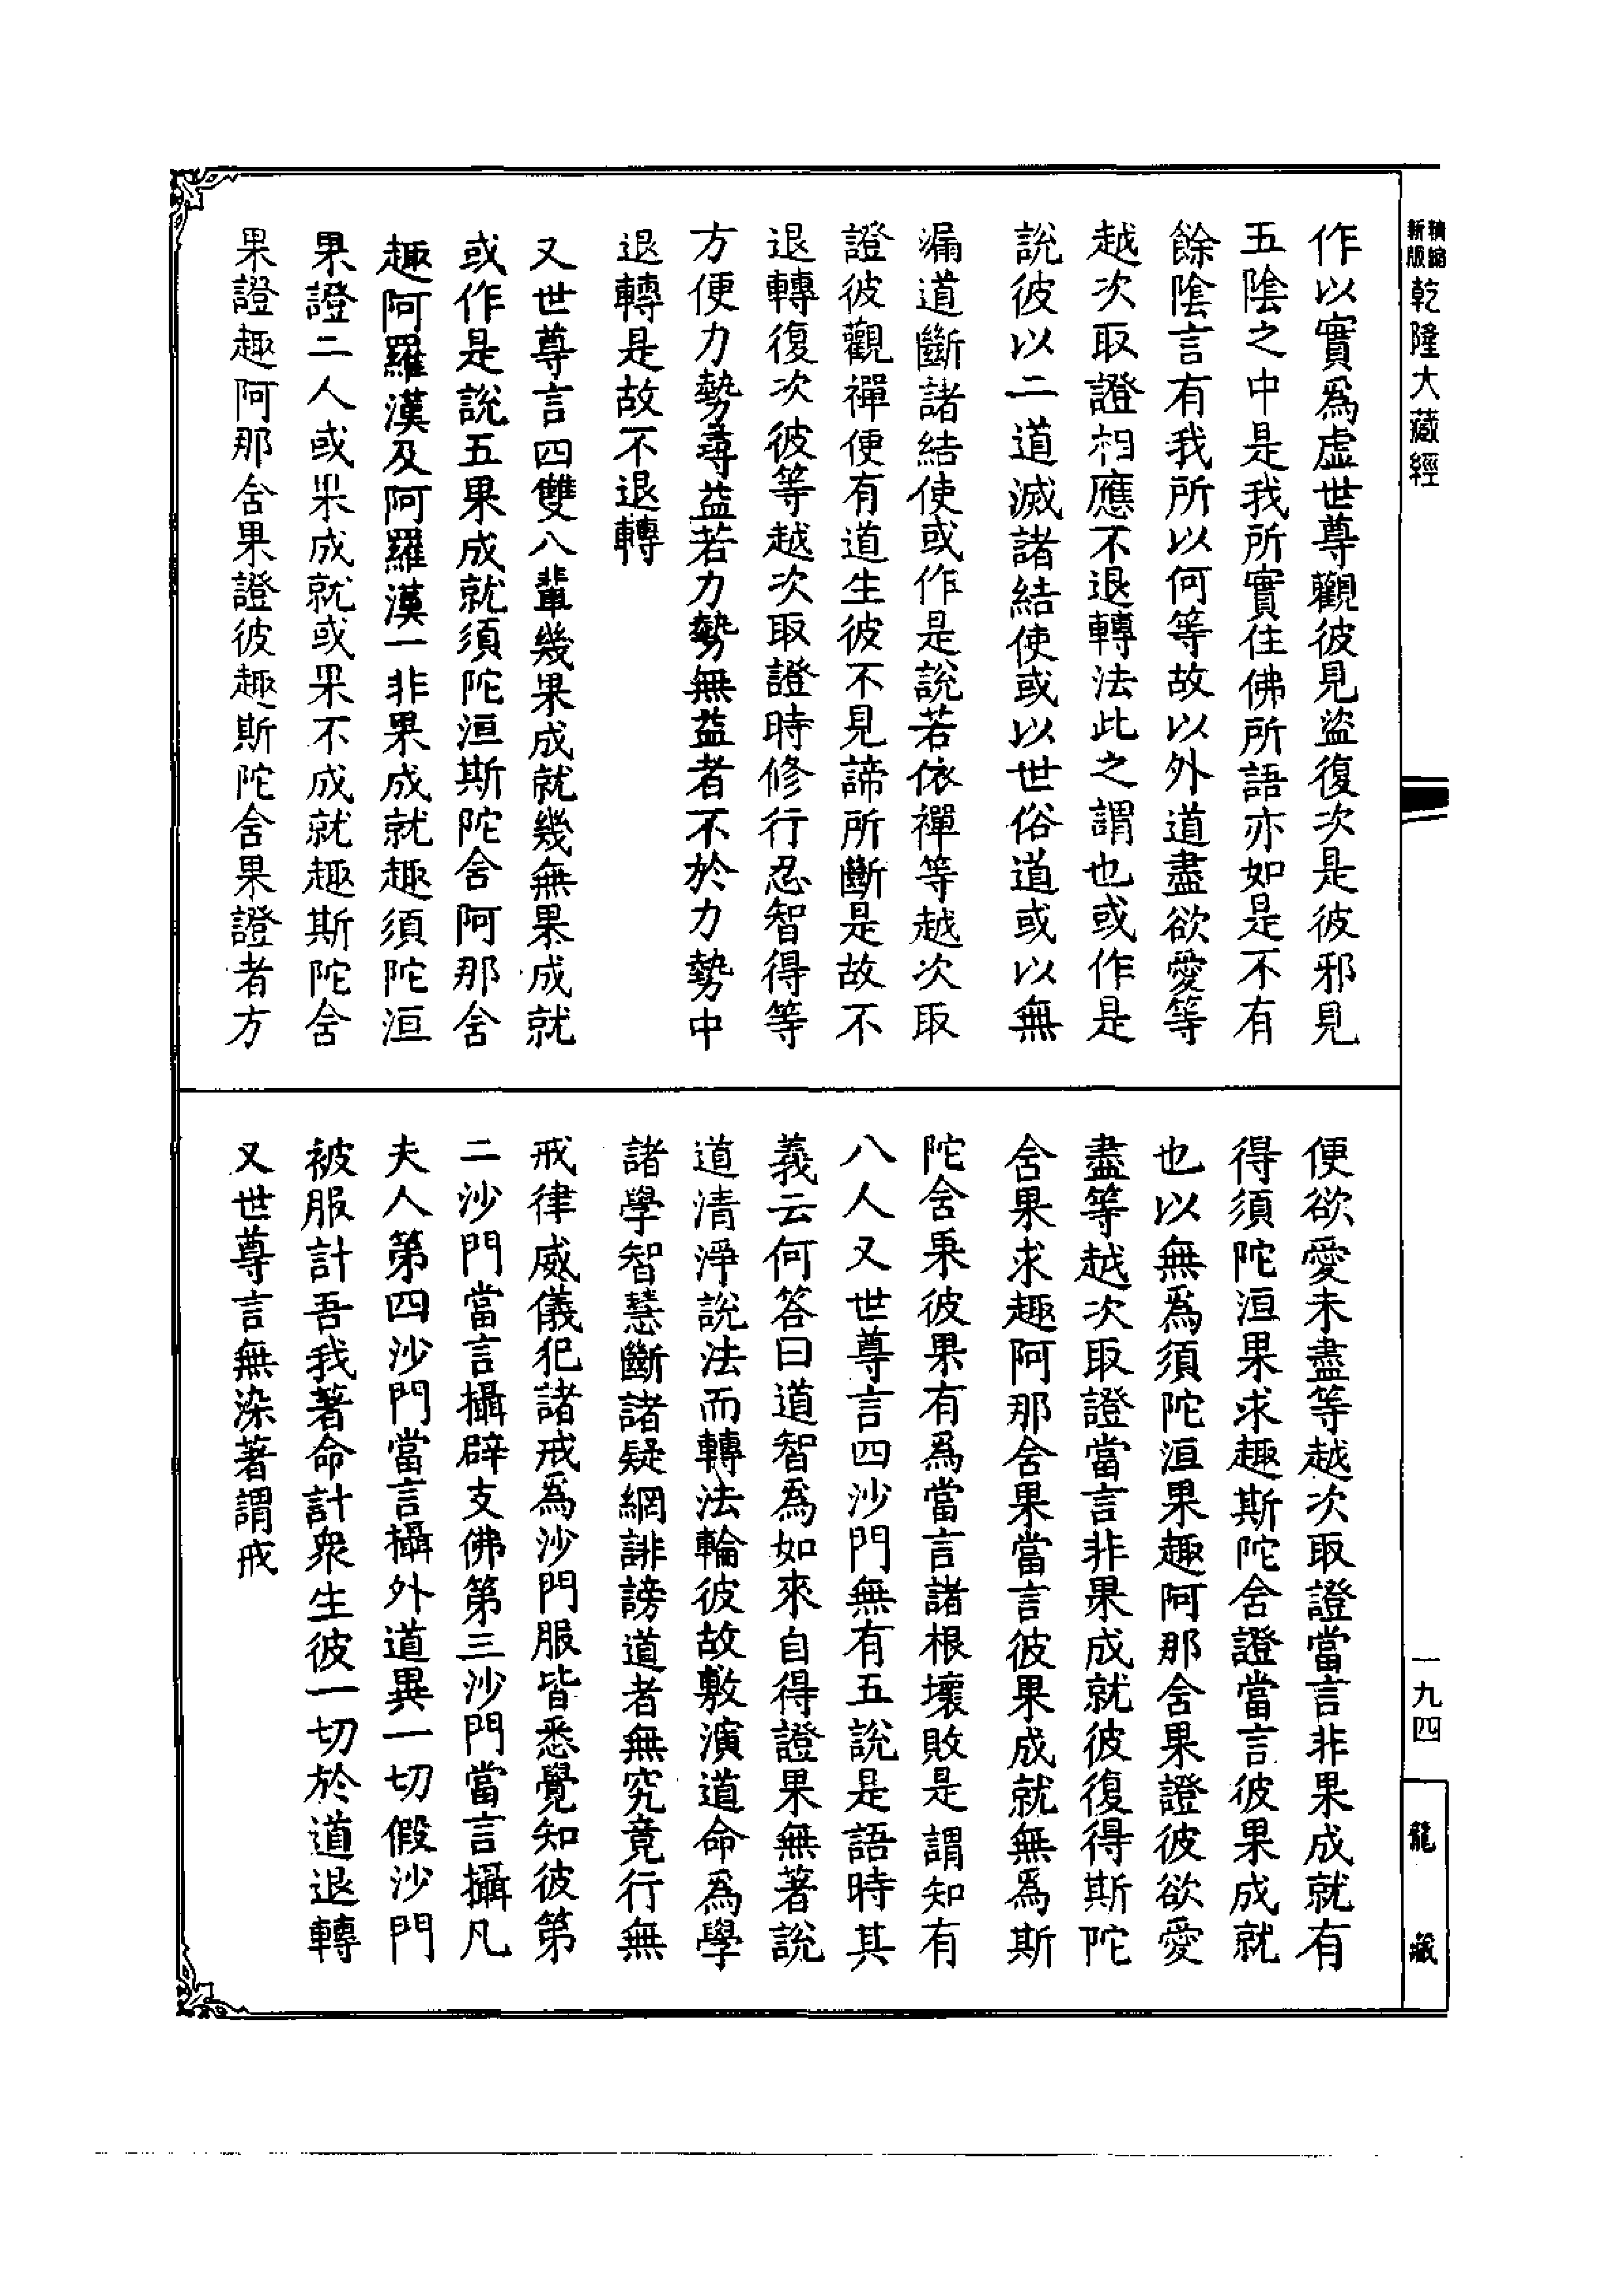 精縮新版乾隆大藏經
作以實爲虛世尊觀彼見盜復次是彼邪見
五陰之中是我所實住佛所語亦如是不有
餘陰言有我所以何等故以外道盡欲愛等
越次取證相應不退轉法此之謂也或作是
說彼以二道滅諸結使或以世俗道或以無
漏道斷諸結使或作是說若依禪等越次取
證彼觀禪便有道生彼不見諦所斷是故不
退轉復次彼等越次取證時修行忍智得等
方便力勢尋益若力勢無益者不於力勢中
退轉是故不退轉
又世尊言四雙八輩幾果成就幾無果成就
或作是說五果成就須陀洹斯陀舍阿那舍
趣阿羅漢及阿羅漢一非果成就趣須陀洹
果證二人或果成就或果不成就趣斯陀舍
果證趣阿那舍果證彼趣斯陀舍果證者方
便欲愛未盡等越次取證當言非果成就有
得須陀洹果求趣斯陀舍證當言彼果成就
也以無爲須陀洹果趣阿那舍果證彼欲愛
盡等越次取證當言非果成就彼復得斯陀
舍果求趣阿那舍果當言彼果成就無爲斯
陀舍果彼果有爲當言諸根壞敗是謂知有
八人又世尊言四沙門無有五說是語時其
義云何答曰道智爲如來自得證果無著說
道清淨說法而轉法輪彼故敷演道命爲學
諸學智慧斷諸疑網誹謗道者無究竟行無
戒律威儀犯諸戒爲沙門服皆悉覺知彼第
二沙門當言攝辟支佛第三沙門當言攝凡
夫人第四沙門當言攝外道異一切假沙門
被服計吾我著命計衆生彼一切於道退轉
又世尊言無染著謂戒
一九四
龍藏